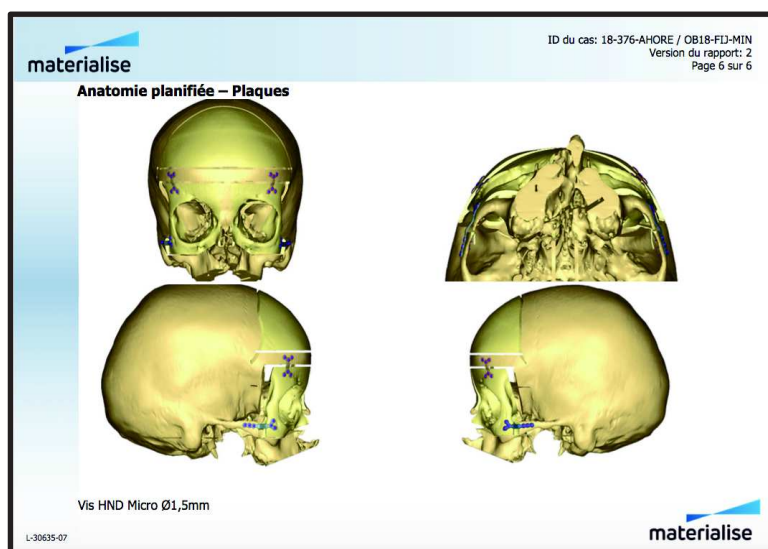 materialise
ID du cas: 18-376-AHORE / OB18-FIJ-MIN
Version du rapport: 2
Page 6 sur 6
Anatomie planifiée – Plaques
Vis HND Micro Ø1,5mm
L-30635-07
materialise